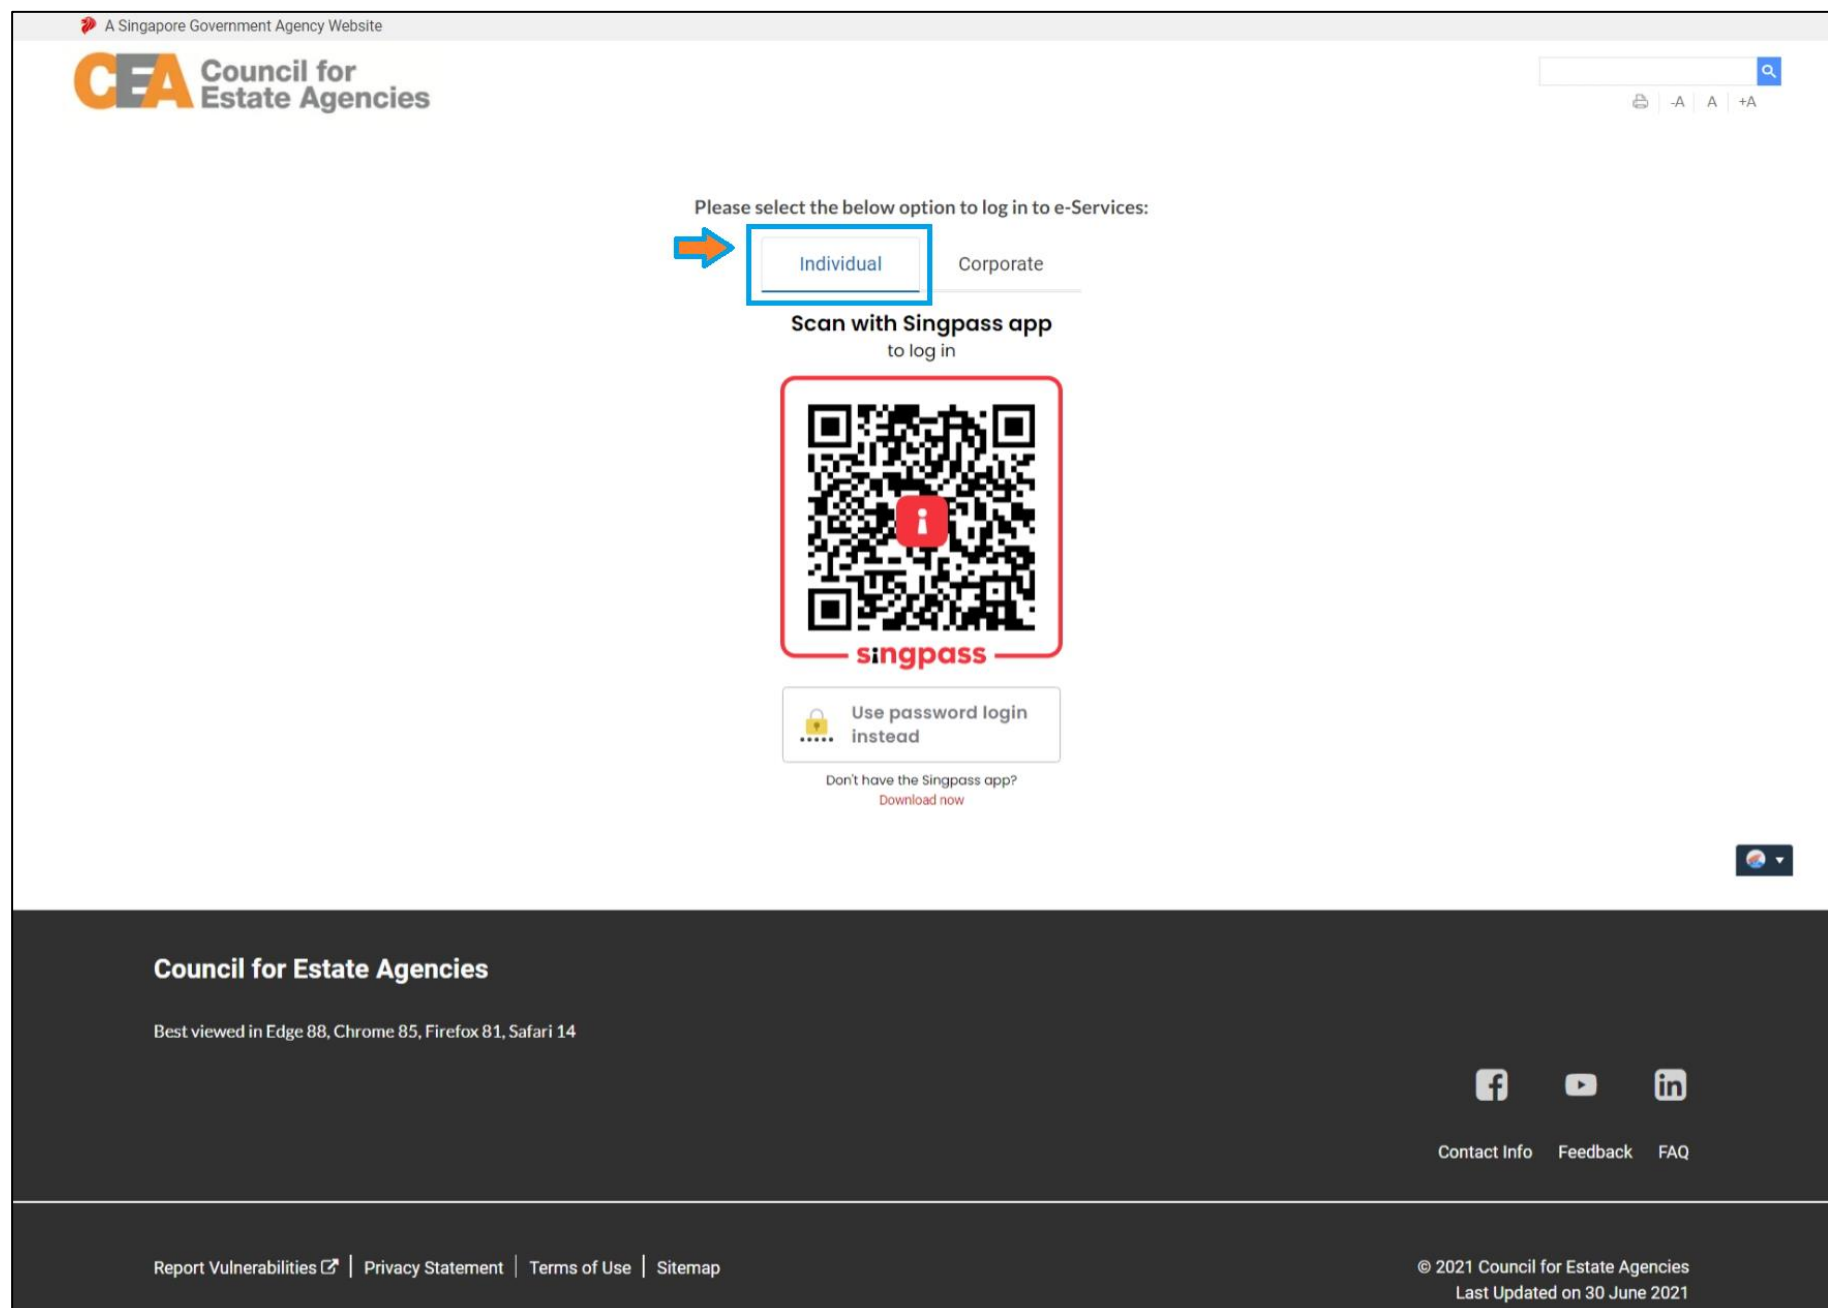 A Singapore Government Agency Website
CEA Council for
Estate Agencies
-A A +A
Please select the below option to log in to e-Services:
Individual Corporate
Scan with Singpass app
to log in
singpass
Use password login
instead
Don't have the Singpass app?
Download now
Council for Estate Agencies
Best viewed in Edge 88, Chrome 85, Firefox 81, Safari 14
Contact Info Feedback FAQ
Report Vulnerabilities | Privacy Statement | Terms of Use | Sitemap
© 2021 Council for Estate Agencies
Last Updated on 30 June 2021